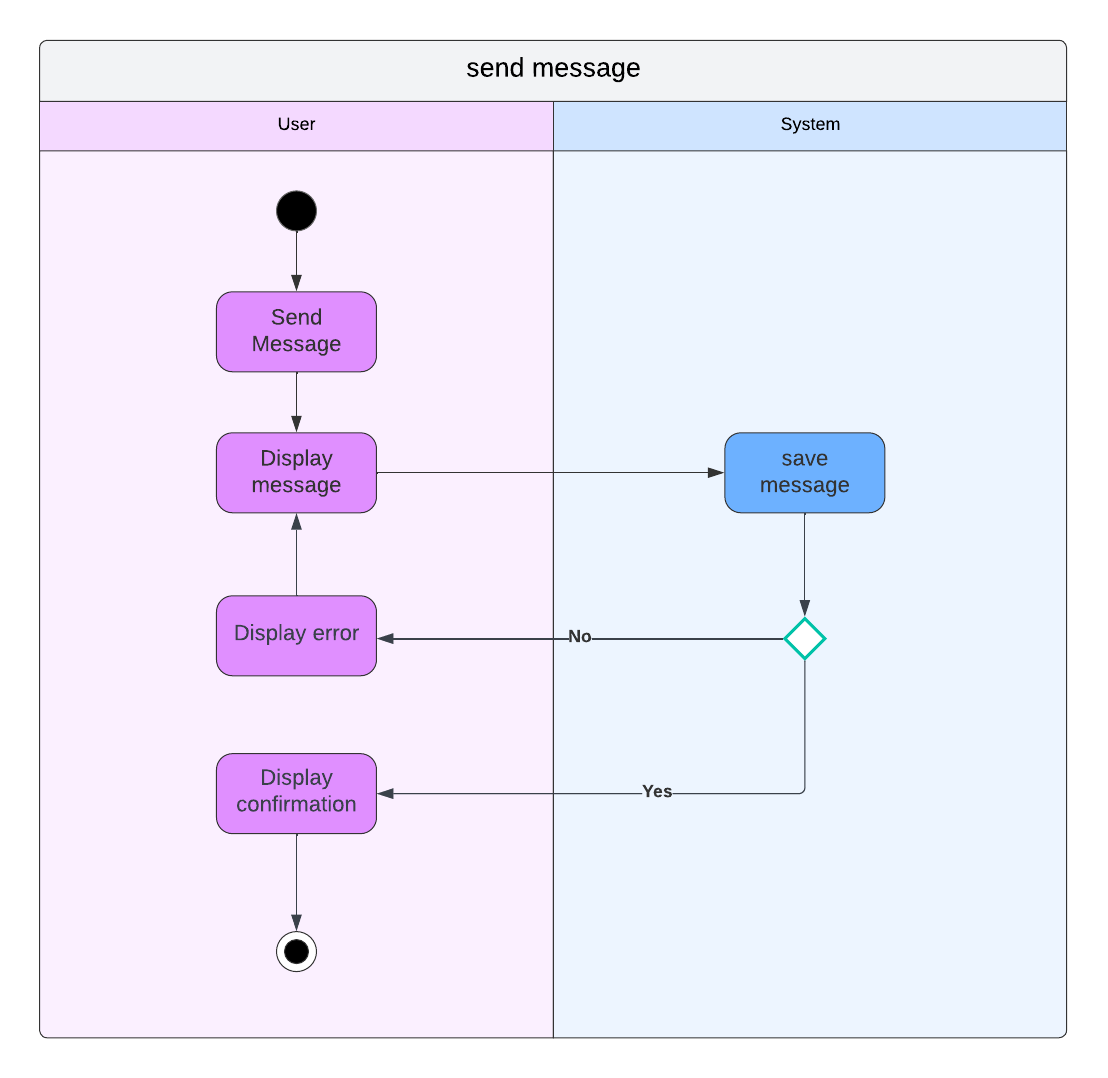 send message
User
System
Send
Message
Display
message
save
message
Display error
No
Display
confirmation
Yes